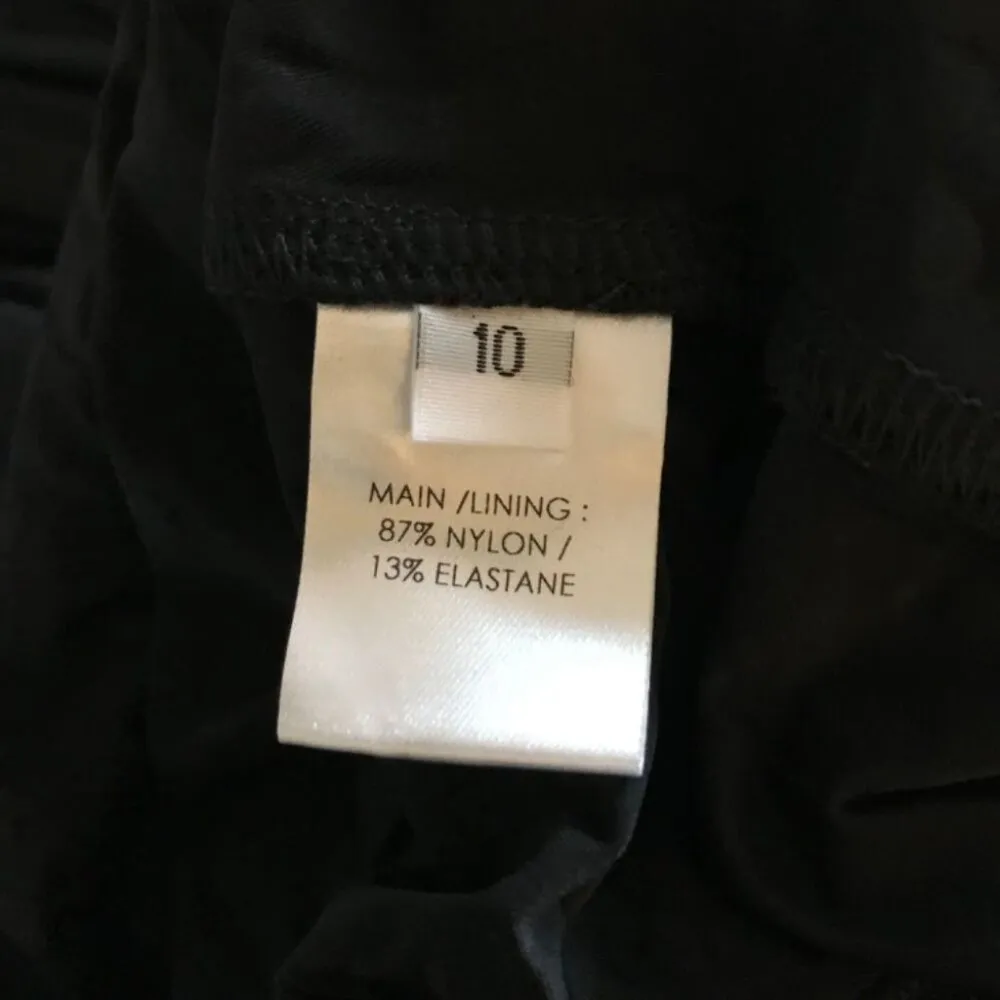 10
MAIN /LINING :
87% NYLON /
13% ELASTANE